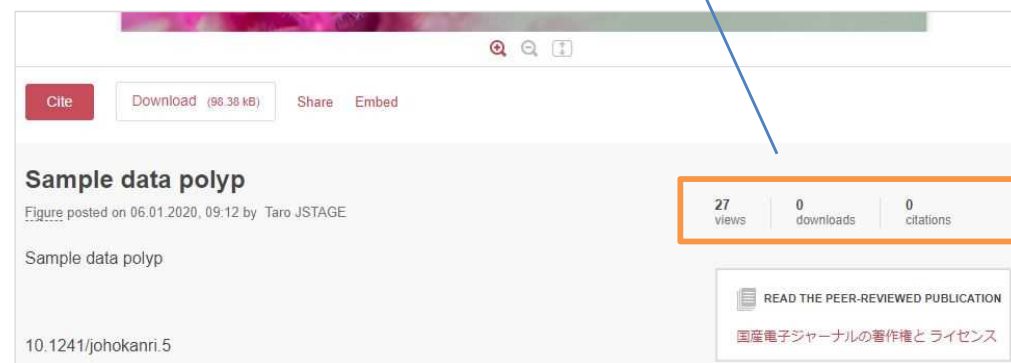 Cite Download (98.38 kB) Share Embed
Sample data polyp
Figure posted on 06.01.2020, 09:12 by Taro JSTAGE
27 0 0
views downloads citations
Sample data polyp
READ THE PEER-REVIEWED PUBLICATION
国産電子ジャーナルの著作権と ライセンス
10.1241/johokanri.5